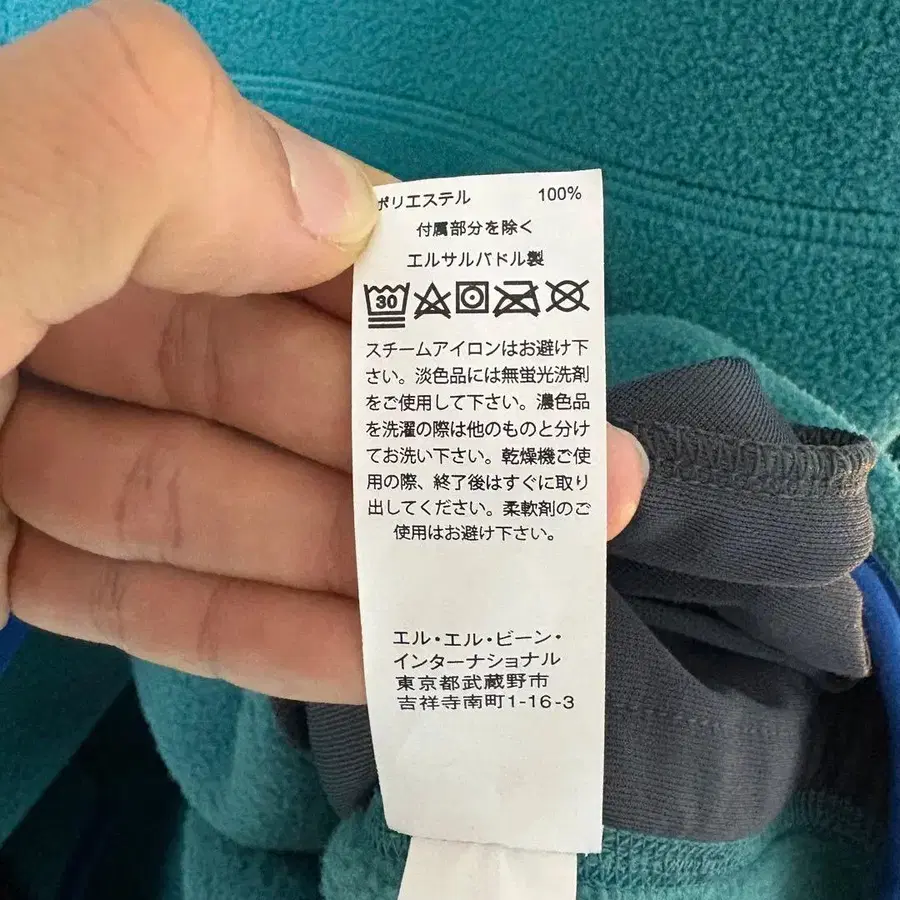 ポリエステル 100%
付属部分を除く
エルサルバドル製
30
スチームアイロンはお避け下
さい。淡色品には無蛍光洗剤
をご使用して下さい。濃色品
を洗濯の際は他のものと分け
てお洗い下さい。乾燥機ご使
用の際、終了後はすぐに取り
出してください。柔軟剤のご
使用はお避け下さい。
エル・エル・ビーン・
インターナショナル
東京都武蔵野市
吉祥寺南町1-16-3